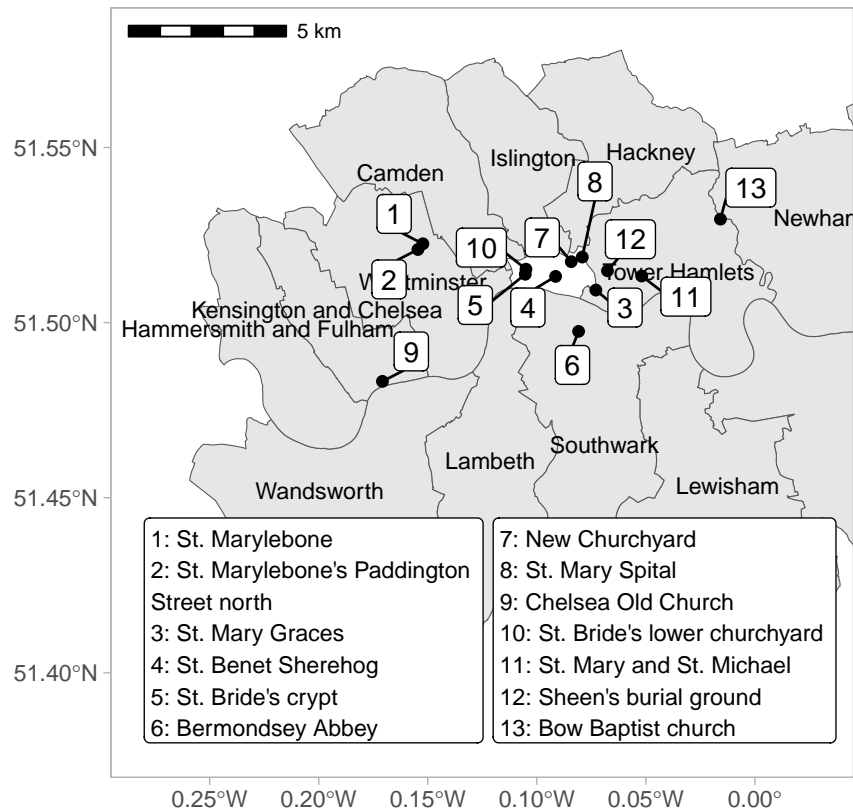 5 km
51.55°N
51.50°N
51.45°N
51.40°N
Camden
Islington
Hackney
Newham
Westminster
Tower Hamlets
Kensington and Chelsea
Hammersmith and Fulham
Wandsworth
Lambeth
Southwark
Lewisham
8
13
1
7
12
10
2
5
4
3
11
9
6
1: St. Marylebone
2: St. Marylebone's Paddington
Street north
3: St. Mary Graces
4: St. Benet Sherehog
5: St. Bride's crypt
6: Bermondsey Abbey
7: New Churchyard
8: St. Mary Spital
9: Chelsea Old Church
10: St. Bride's lower churchyard
11: St. Mary and St. Michael
12: Sheen's burial ground
13: Bow Baptist church
0.25°W
0.20°W
0.15°W
0.10°W
0.05°W
0.00°